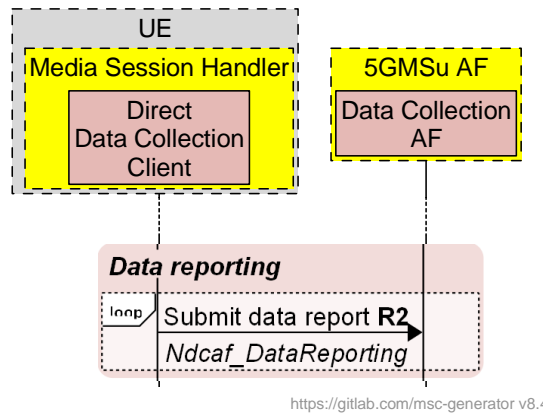 UE
Media Session Handler
5GMSu AF
Direct
Data Collection
Client
Data Collection
AF
Data reporting
loop
Submit data report R2
Ndcaf_DataReporting
https://gitlab.com/msc-generator v8.4